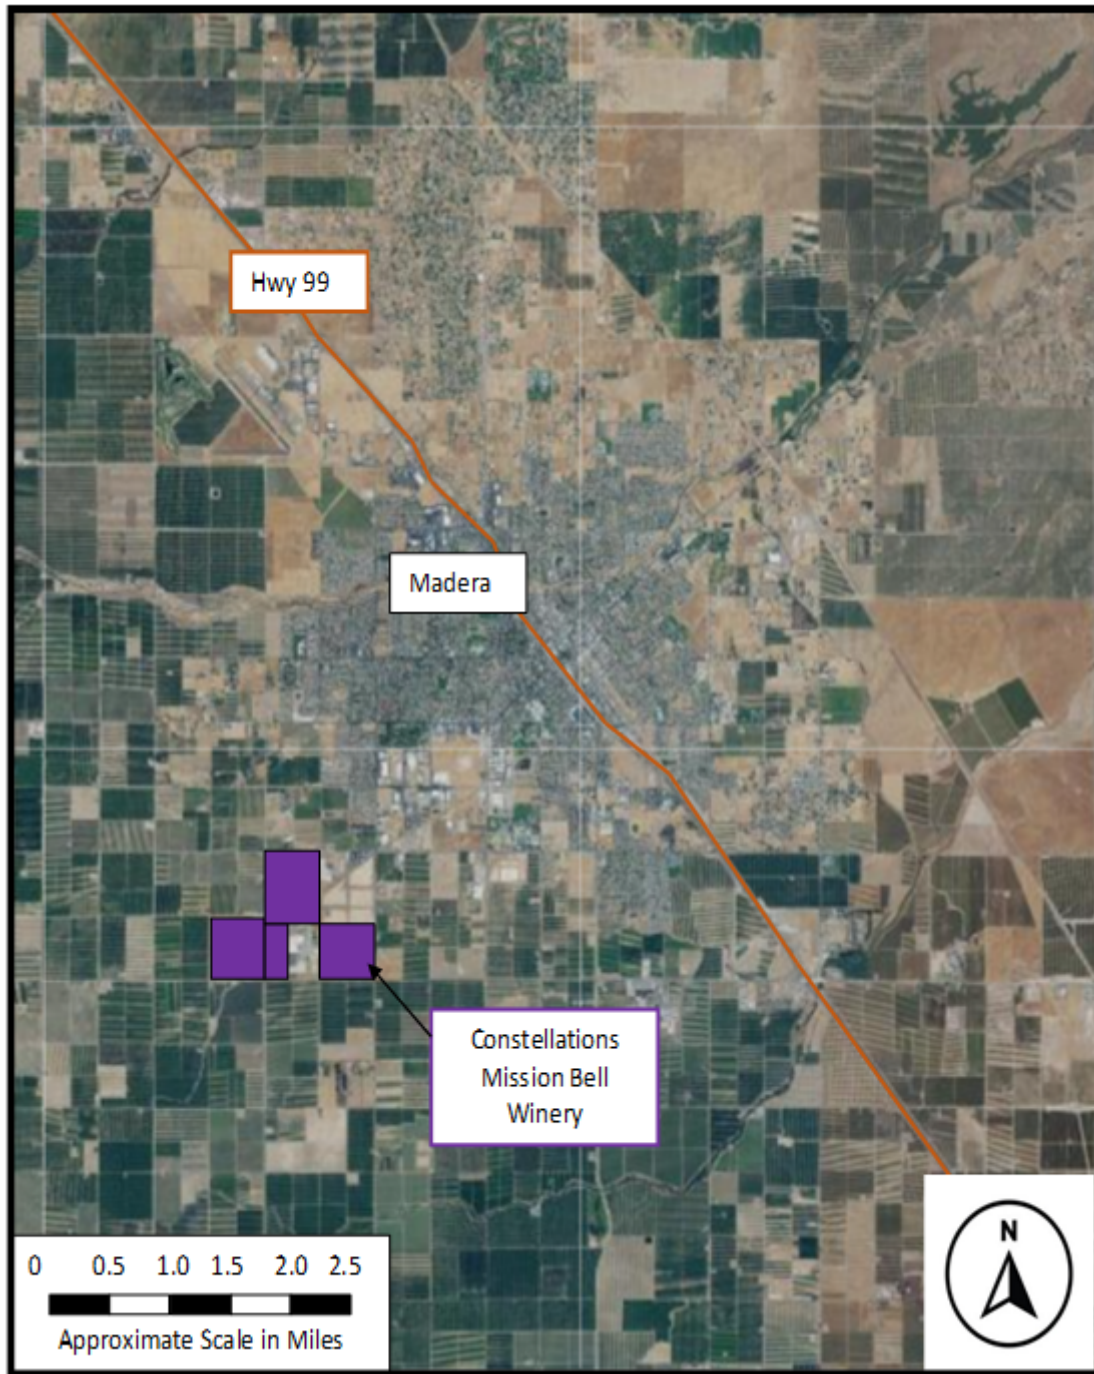 Hwy 99
Madera
Constellations
Mission Bell
Winery
N
0 0.5 1.0 1.5 2.0 2.5
Approximate Scale in Miles